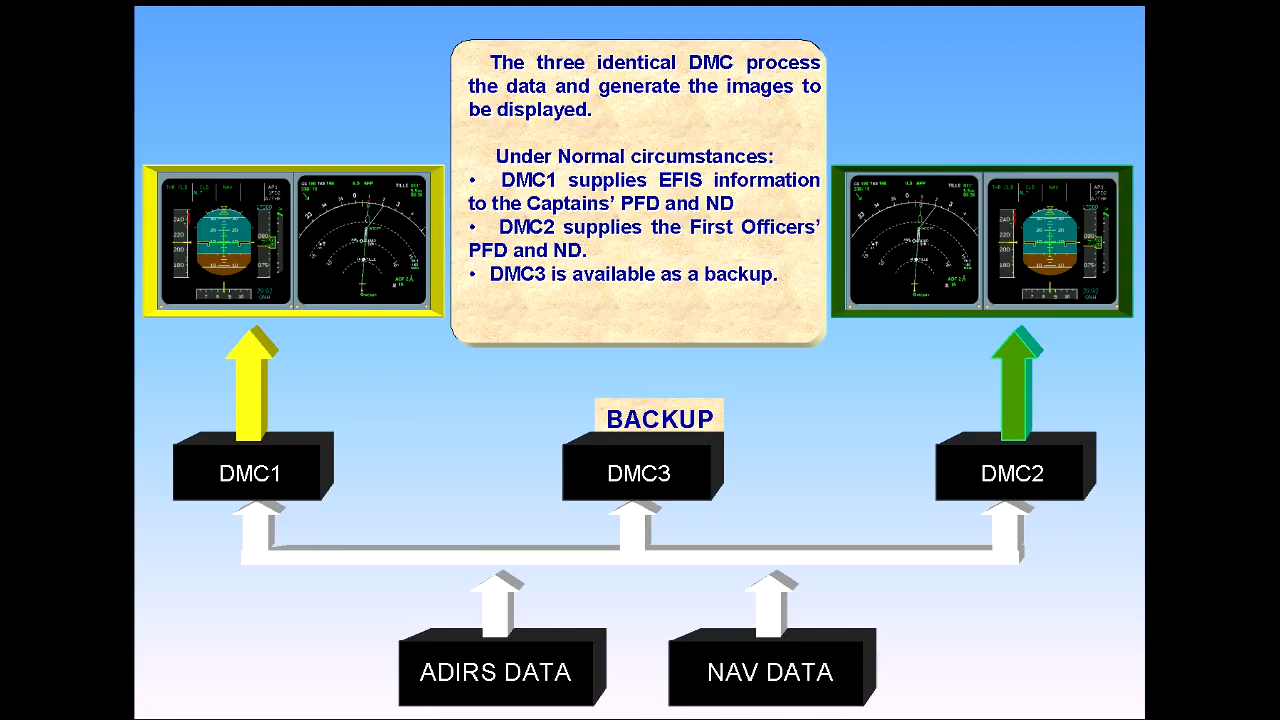 The three identical DMC process
the data and generate the images to
be displayed.
Under Normal circumstances:
• DMC1 supplies EFIS information
to the Captains’ PFD and ND
• DMC2 supplies the First Officers’
PFD and ND.
• DMC3 is available as a backup.
BACKUP
DMC1
DMC3
DMC2
ADIRS DATA
NAV DATA